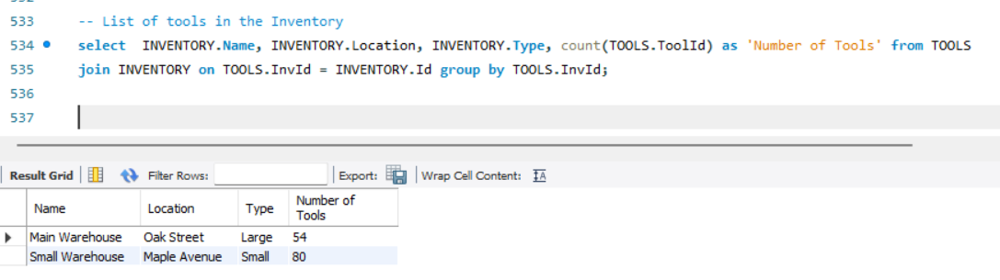 533 -- List of tools in the Inventory
534 select INVENTORY.Name, INVENTORY.Location, INVENTORY.Type, count(TOOLS.ToolId) as 'Number of Tools' from TOOLS
535 join INVENTORY on TOOLS.InvId = INVENTORY.Id group by TOOLS.InvId;
536
537
Result Grid Filter Rows: Export: Wrap Cell Content: IA
Name Location Type Number of
Tools
Main Warehouse Oak Street Large 54
Small Warehouse Maple Avenue Small 80